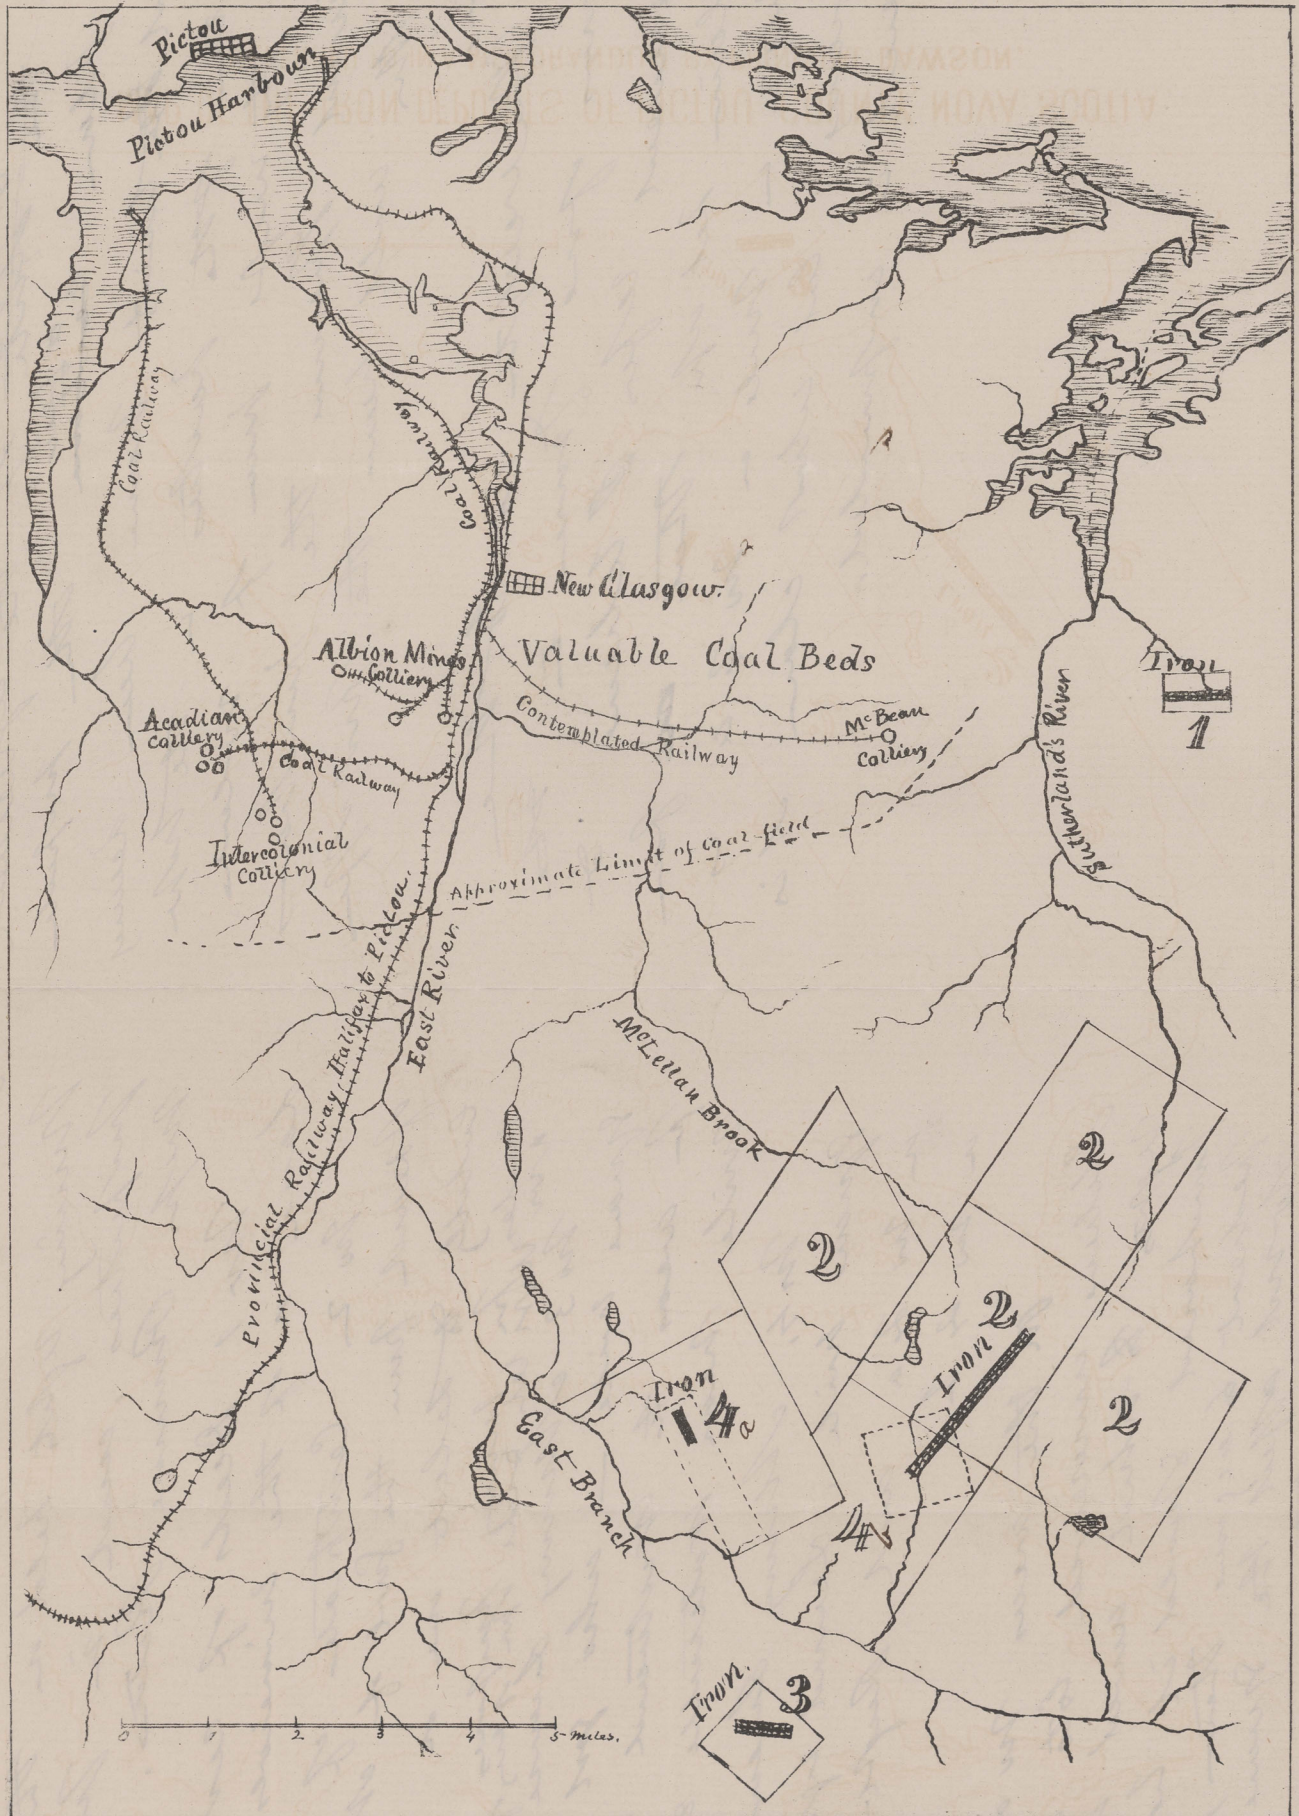 Pictou
Pictou Harbour
Coal Railway
Coal Railway
New Glasgow.
Albion Mines
Colliery
Valuable Coal Beds
Iron
1
Acadian
Colliery
Coal Railway
Contemplated Railway
McBean
Colliery
Sutherland's River
Intercolonial
Colliery
Approximate Limit of Coal-field
Provincial Railway, Halifax to Pictou.
East River.
McLellan Brook
2
2
2
Iron
2
Iron
4a
4
East Branch
Iron.
3
0 1 2 3 4 5 miles.